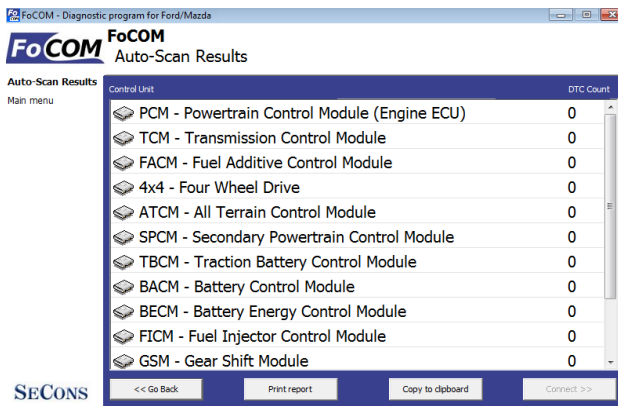 FoCOM - Diagnostic program for Ford/Mazda
FoCOM
FoCOM
Auto-Scan Results
Auto-Scan Results
Main menu
Control Unit DTC Count
PCM - Powertrain Control Module (Engine ECU) 0
TCM - Transmission Control Module 0
FACM - Fuel Additive Control Module 0
4x4 - Four Wheel Drive 0
ATCM - All Terrain Control Module 0
SPCM - Secondary Powertrain Control Module 0
TBCM - Traction Battery Control Module 0
BACM - Battery Control Module 0
BECM - Battery Energy Control Module 0
FICM - Fuel Injector Control Module 0
GSM - Gear Shift Module 0
SECONS
<< Go Back Print report Copy to clipboard Connect >>